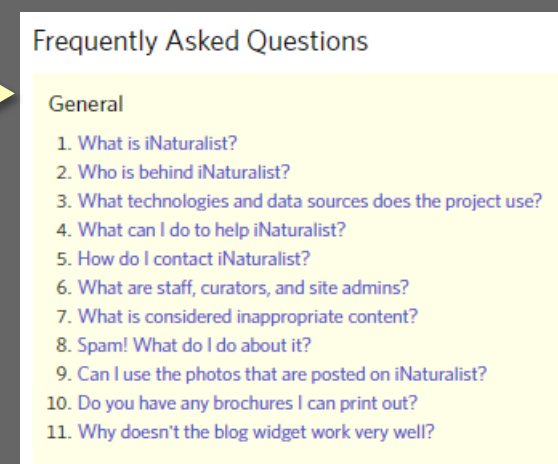 Frequently Asked Questions
General
1. What is iNaturalist?
2. Who is behind iNaturalist?
3. What technologies and data sources does the project use?
4. What can I do to help iNaturalist?
5. How do I contact iNaturalist?
6. What are staff, curators, and site admins?
7. What is considered inappropriate content?
8. Spam! What do I do about it?
9. Can I use the photos that are posted on iNaturalist?
10. Do you have any brochures I can print out?
11. Why doesn't the blog widget work very well?